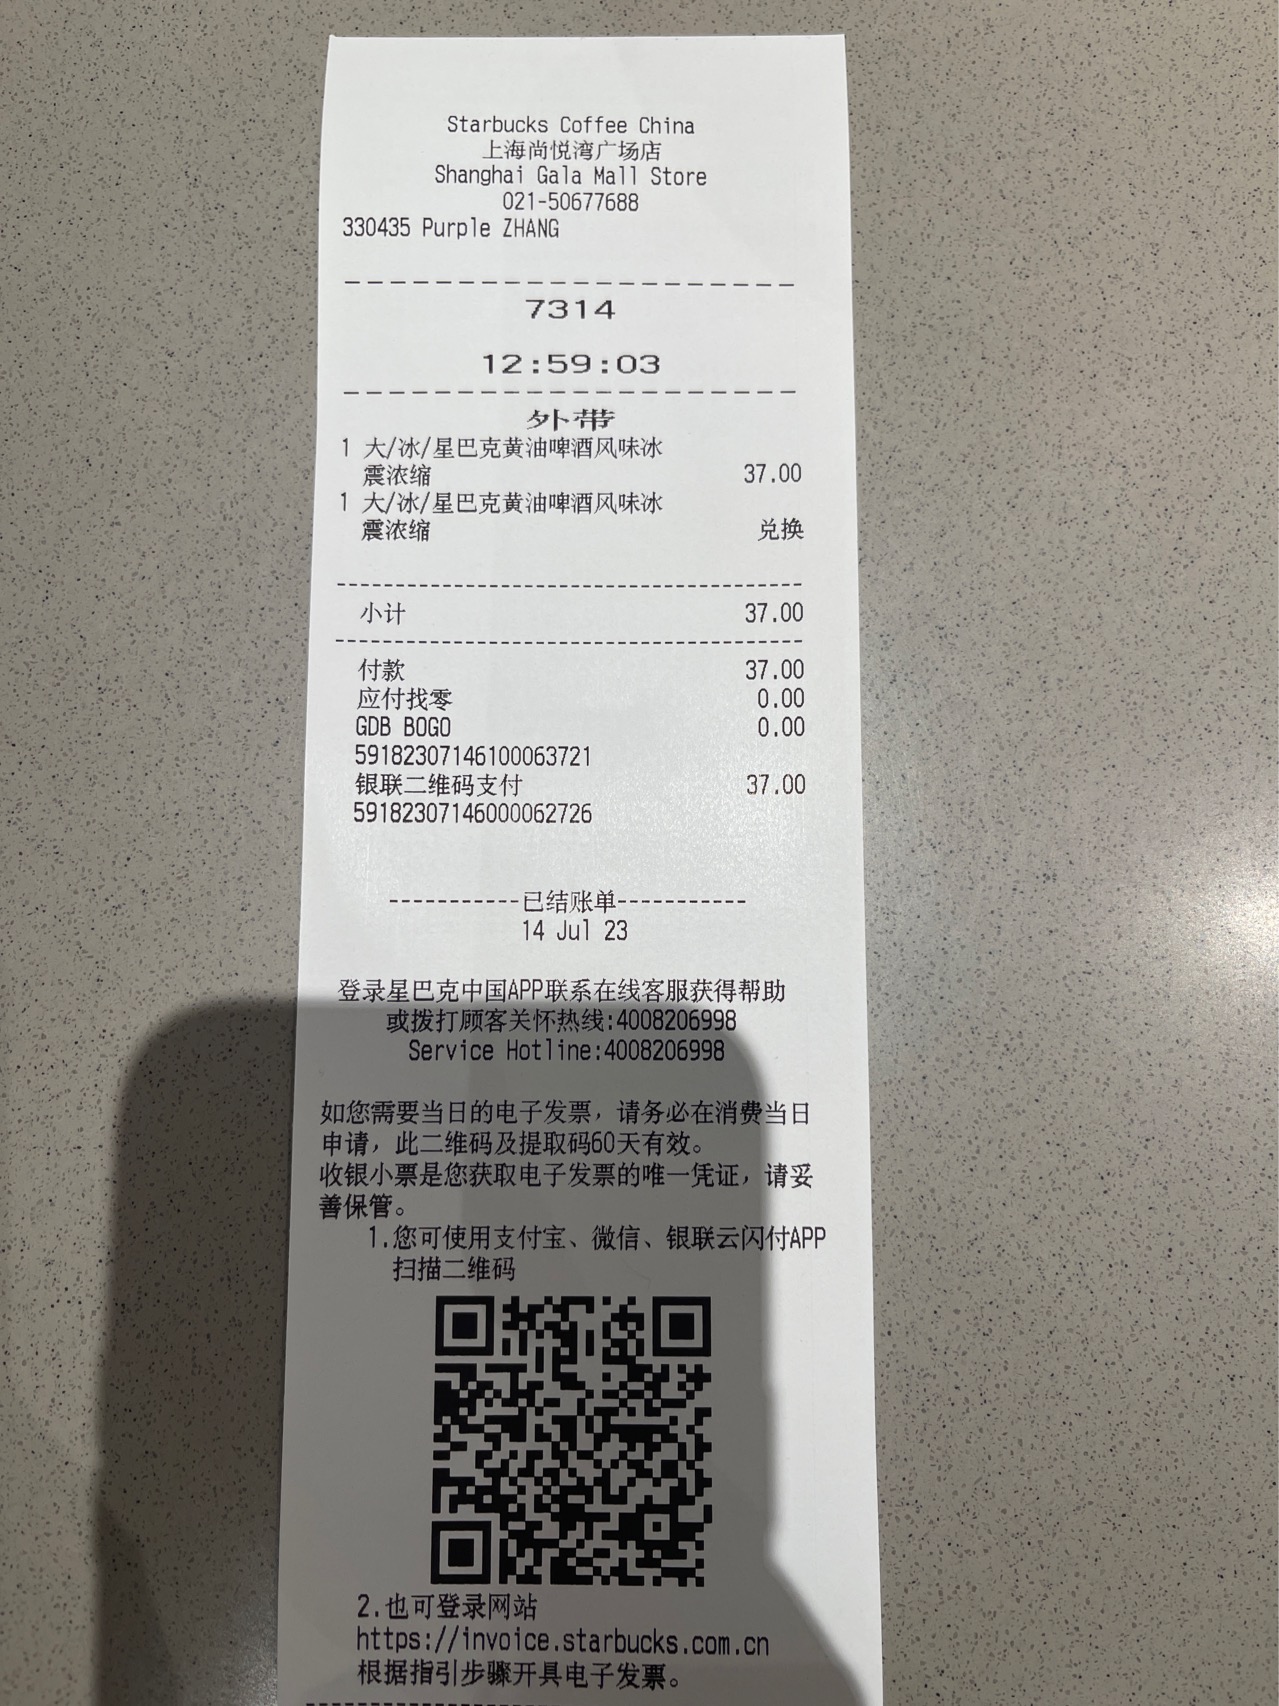 Starbucks Coffee China
上海尚悦湾广场店
Shanghai Gala Mall Store
021-50677688
330435 Purple ZHANG
--------------------
7314
12:59:03
--------------------
外带
1 大/冰/星巴克黄油啤酒风味冰
震浓缩 37.00
1 大/冰/星巴克黄油啤酒风味冰
震浓缩 兑换
--------------------------------------
小计 37.00
--------------------------------------
付款 37.00
应付找零 0.00
GDB BOGO 0.00
59182307146100063721
银联二维码支付 37.00
59182307146000062726
-----------已结账单-----------
14 Jul 23
登录星巴克中国APP联系在线客服获得帮助
或拨打顾客关怀热线:4008206998
Service Hotline:4008206998
如您需要当日的电子发票，请务必在消费当日
申请，此二维码及提取码60天有效。
收银小票是您获取电子发票的唯一凭证，请妥
善保管。
1.您可使用支付宝、微信、银联云闪付APP
扫描二维码
2.也可登录网站
https://invoice.starbucks.com.cn
根据指引步骤开具电子发票。